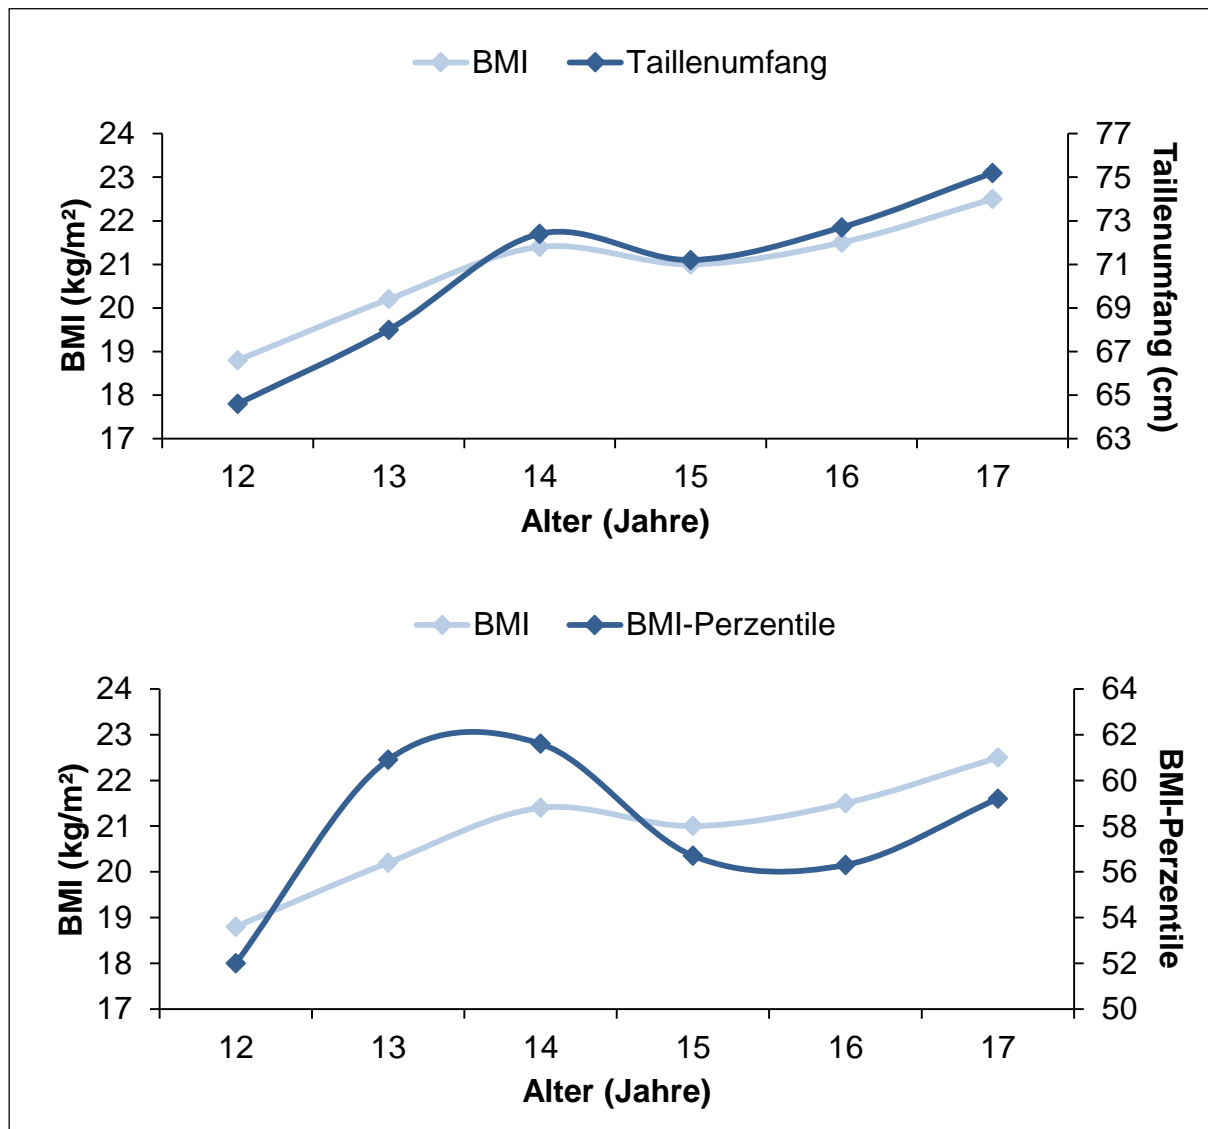 BMI Taillenumfang
24 77
23 75
22 73
21 71
20 69
19 67
18 65
17 63
BMI (kg/m²)
Taillenumfang (cm)
12 13 14 15 16 17
Alter (Jahre)
BMI BMI-Perzentile
24 64
23 62
22 60
21 58
20 56
19 54
18 52
17 50
BMI (kg/m²)
BMI-Perzentile
12 13 14 15 16 17
Alter (Jahre)